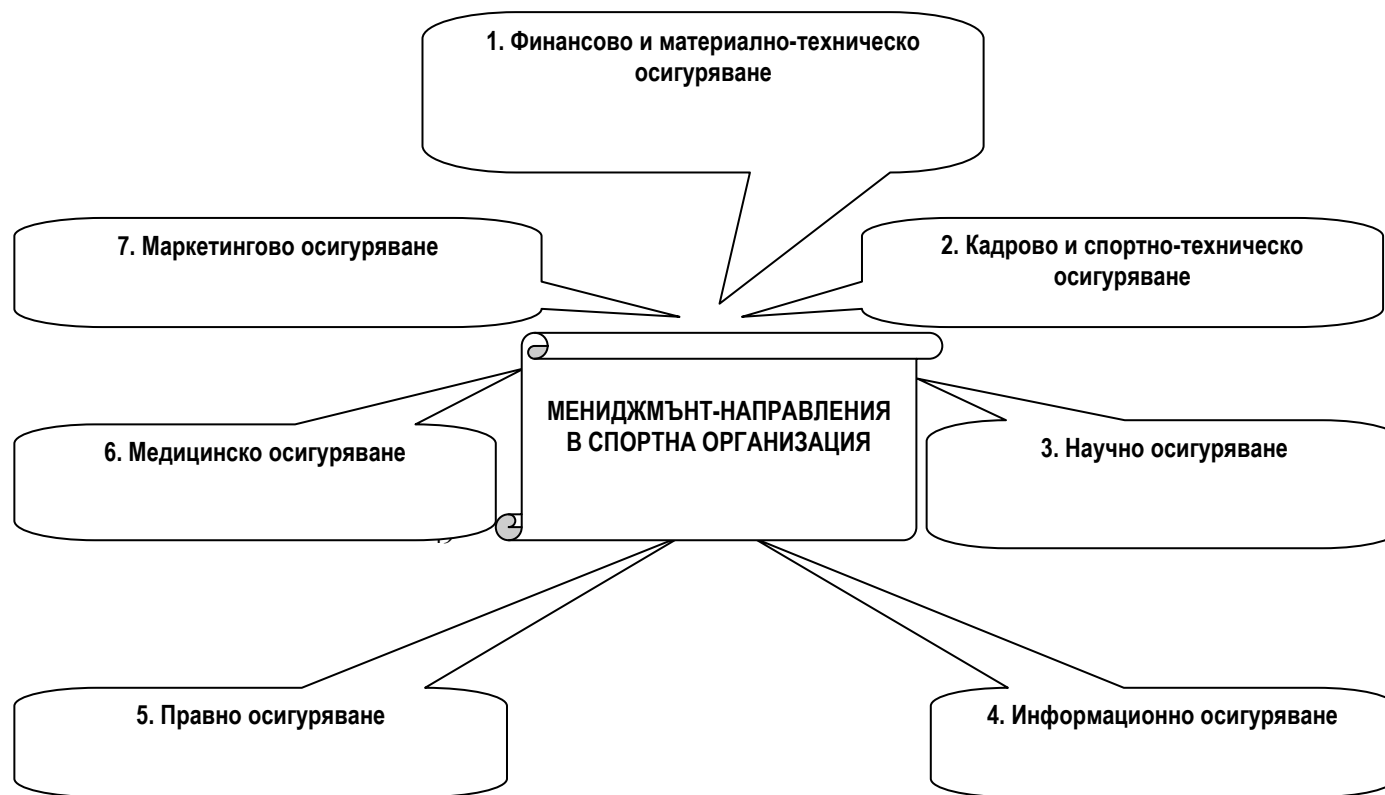 1. Финансово и материално-техническо
осигуряване
7. Маркетингово осигуряване
2. Кадрово и спортно-техническо
осигуряване
МЕНИДЖМЪНТ-НАПРАВЛЕНИЯ
В СПОРТНА ОРГАНИЗАЦИЯ
6. Медицинско осигуряване
3. Научно осигуряване
5. Правно осигуряване
4. Информационно осигуряване